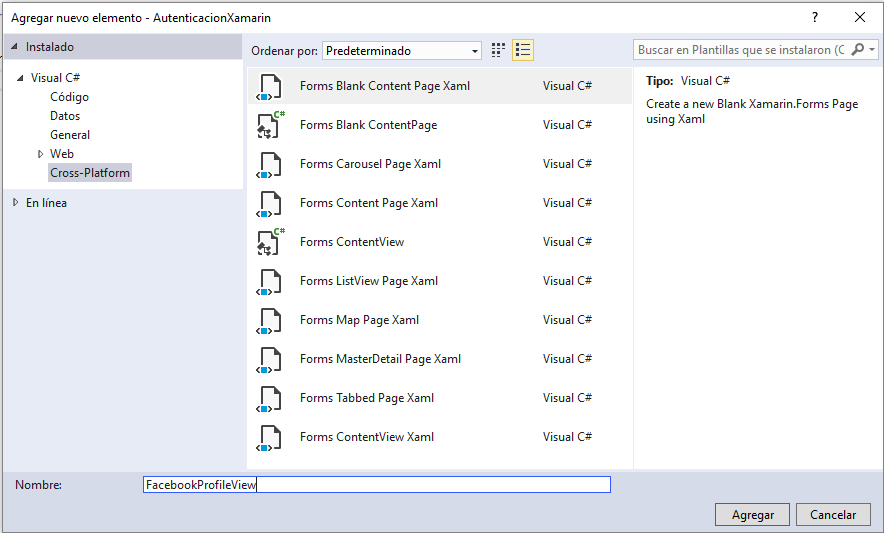 Agregar nuevo elemento - AutenticacionXamarin
Instalado
Ordenar por: Predeterminado
Buscar en Plantillas que se instalaron (C
Visual C#
Código
Datos
General
Web
Cross-Platform
En línea
Forms Blank Content Page Xaml Visual C#
Forms Blank ContentPage Visual C#
Forms Carousel Page Xaml Visual C#
Forms Content Page Xaml Visual C#
Forms ContentView Visual C#
Forms ListView Page Xaml Visual C#
Forms Map Page Xaml Visual C#
Forms MasterDetail Page Xaml Visual C#
Forms Tabbed Page Xaml Visual C#
Forms ContentView Xaml Visual C#
Tipo: Visual C#
Create a new Blank Xamarin.Forms Page
using Xaml
Nombre: FacebookProfileView
Agregar Cancelar